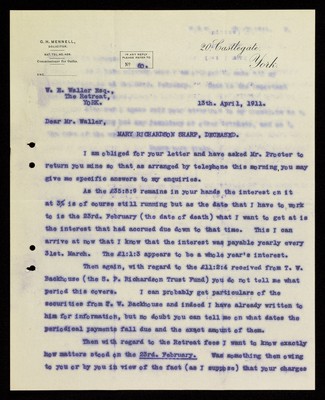 G. H. MENNELL,
SOLICITOR.
IN ANY REPLY
PLEASE REFER TO
20 Castlegate,
York
W. E. Waller Esq.,
The Retreat,
YORK.
13th. April, 1911.
Dear Mr. Waller,
MARY RICHARDSON SHARP, DECEASED.
I am obliged for your letter and have asked Mr. Procter to
return you mine so that as arranged by telephone this morning you may
give me specific answers to my enquiries.
As the £35:8:9 remains in your hands the interest on it
at 3% is of course still running but as the date that I have to work
to is the 23rd. February (the date of death) what I want to get at is
the interest that had accrued due down to that time. This I can
arrive at now that I know that the interest was payable yearly every
31st. March. The £1:1:3 appears to be a whole year's interest.
Then again, with regard to the £11:2:4 received from T. W.
Backhouse (the S. P. Richardson Trust Fund) you do not tell me what
period this covers. I can probably get particulars of the
securities from T. W. Backhouse and indeed I have already written to
him for information, but no doubt you can tell me on what dates the
periodical payments fall due and the exact amount of them.
Then with regard to the Retreat fees I want to know exactly
how matters stood on the 23rd. February. Was something then owing
to you or by you in view of the fact (as I suppose) that your charges